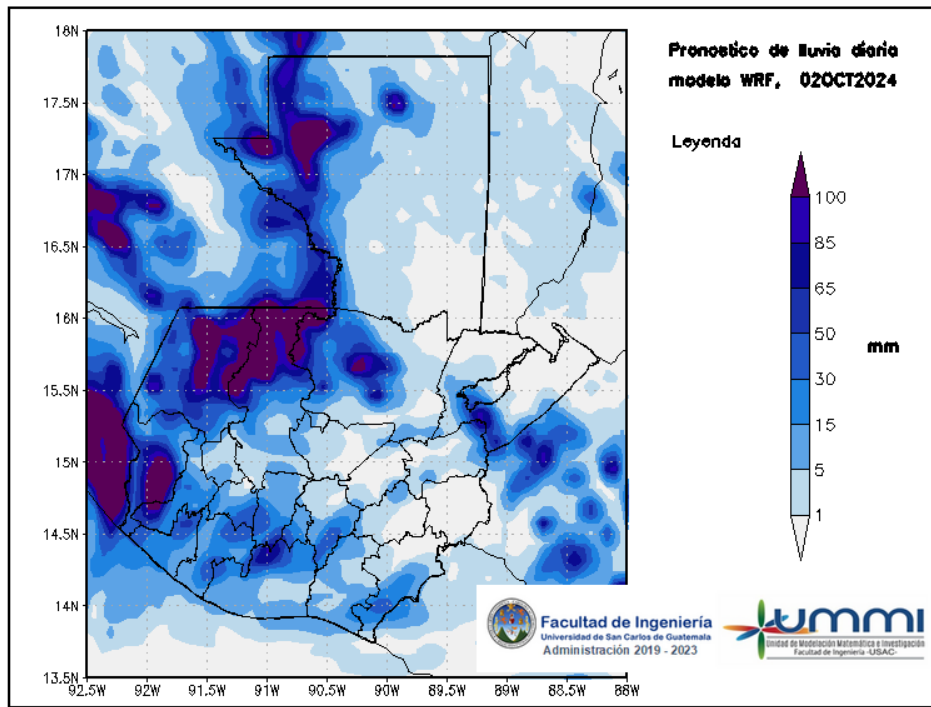 18N
17.5N
17N
16.5N
16N
15.5N
15N
14.5N
14N
13.5N
92.5W
92W
91.5W
91W
90.5W
90W
89.5W
89W
88.5W
88W
Pronostico de lluvia diaria
modelo WRF, 02OCT2024
Leyenda
100
85
65
50
30
15
5
1
mm
Facultad de Ingeniería
Universidad de San Carlos de Guatemala
Administración 2019 - 2023
UMMI
Unidad de Modelación Matemática e Investigación
Facultad de Ingeniería -USAC-